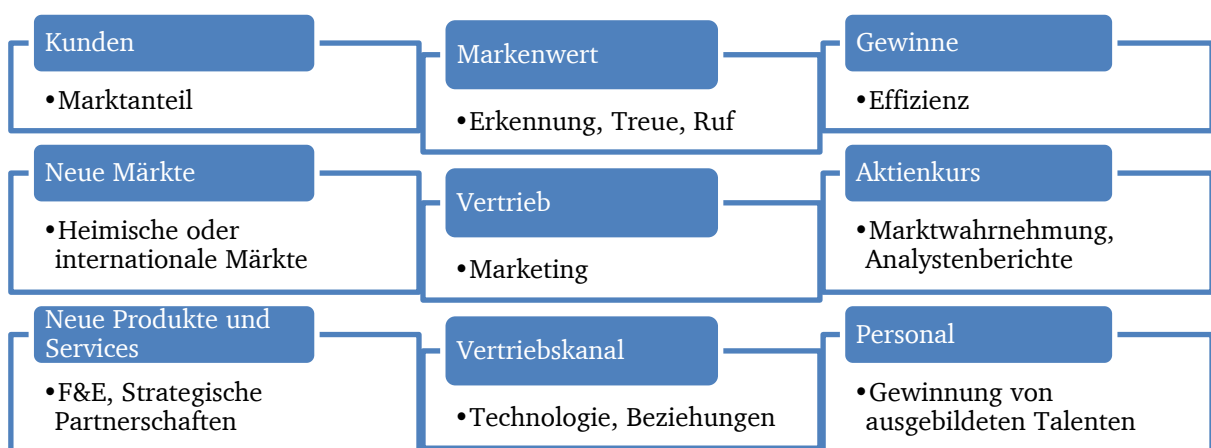 Kunden
•Marktanteil
Neue Märkte
•Heimische oder
internationale Märkte
Neue Produkte und
Services
•F&E, Strategische
Partnerschaften
Markenwert
•Erkennung, Treue, Ruf
Vertrieb
•Marketing
Vertriebskanal
•Technologie, Beziehungen
Gewinne
•Effizienz
Aktienkurs
•Marktwahrnehmung,
Analystenberichte
Personal
•Gewinnung von
ausgebildeten Talenten